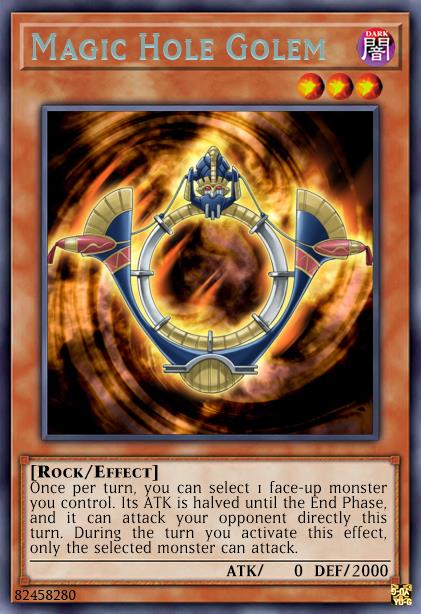 MAGIC HOLE GOLEM
DARK
闇
[ROCK/EFFECT]
Once per turn, you can select 1 face-up monster
you control. Its ATK is halved until the End Phase,
and it can attack your opponent directly this
turn. During the turn you activate this effect,
only the selected monster can attack.
ATK/ 0 DEF/2000
82458280